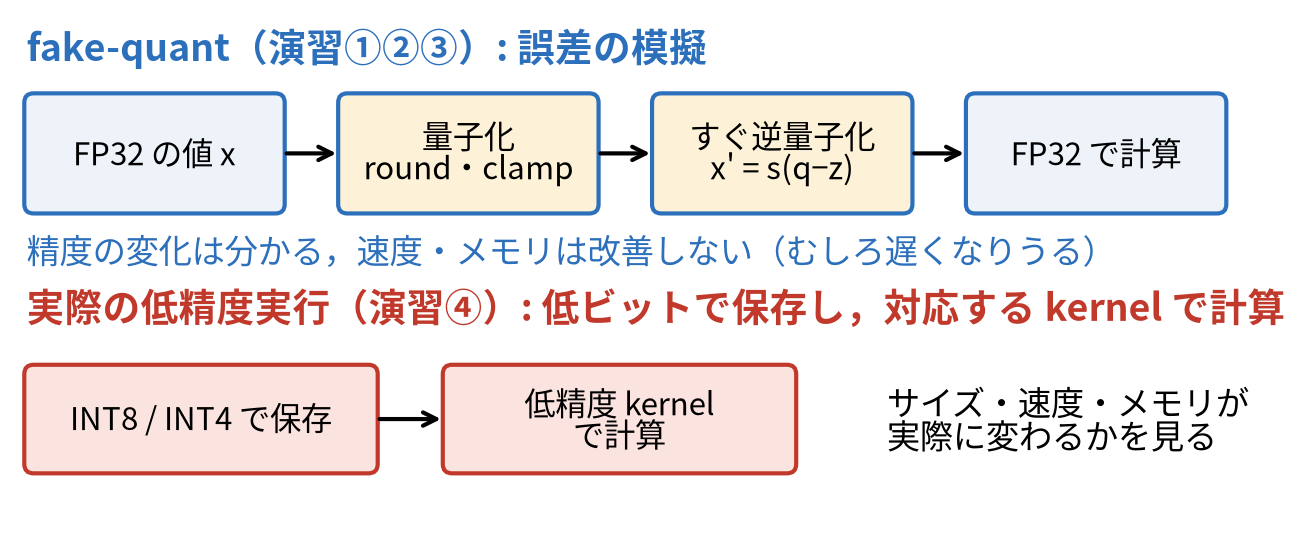 fake-quant（演習①②③）: 誤差の模擬
FP32 の値 x
量子化
round・clamp
すぐ逆量子化
x' = s(q−z)
FP32 で計算
精度の変化は分かる，速度・メモリは改善しない（むしろ遅くなりうる）
実際の低精度実行（演習④）: 低ビットで保存し，対応する kernel で計算
INT8 / INT4 で保存
低精度 kernel
で計算
サイズ・速度・メモリが
実際に変わるかを見る